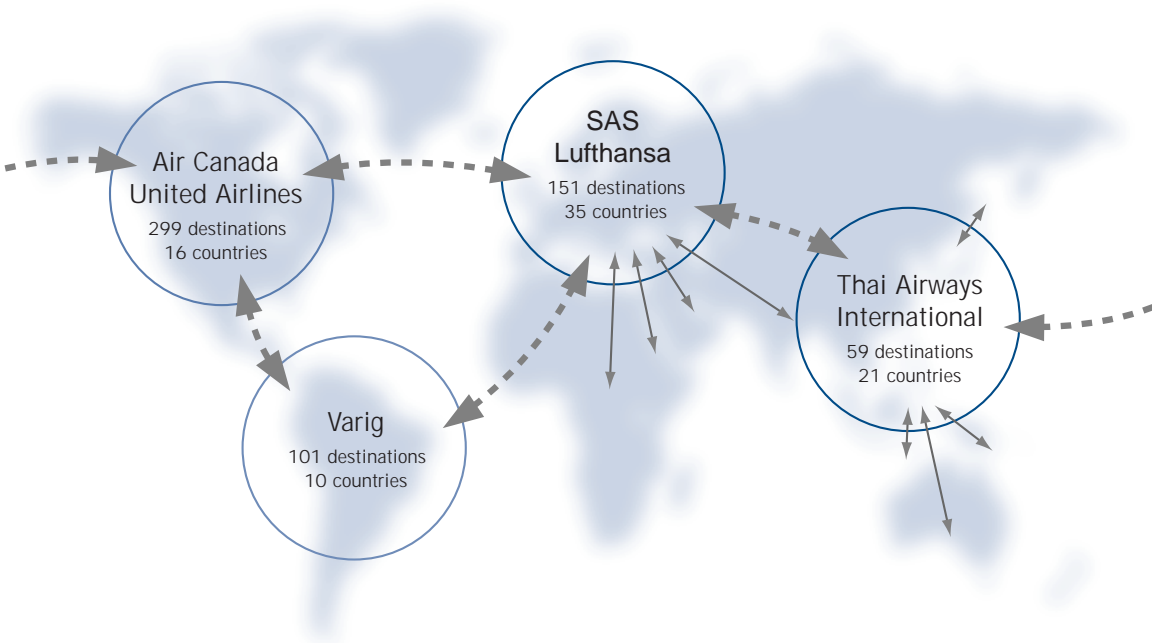 Air Canada
United Airlines
299 destinations
16 countries
SAS
Lufthansa
151 destinations
35 countries
Thai Airways
International
59 destinations
21 countries
Varig
101 destinations
10 countries